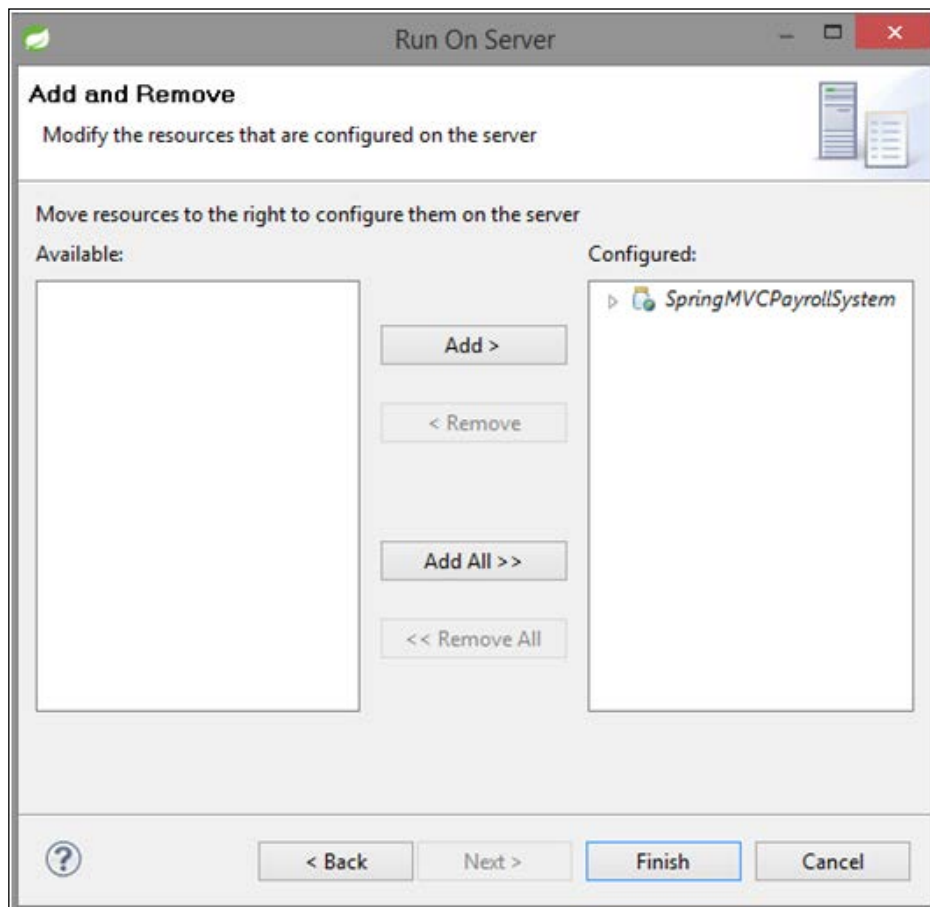 Run On Server
Add and Remove
Modify the resources that are configured on the server
Move resources to the right to configure them on the server
Available:
Configured:
SpringMVCPayrollSystem
Add >
< Remove
Add All >>
<< Remove All
?
< Back
Next >
Finish
Cancel